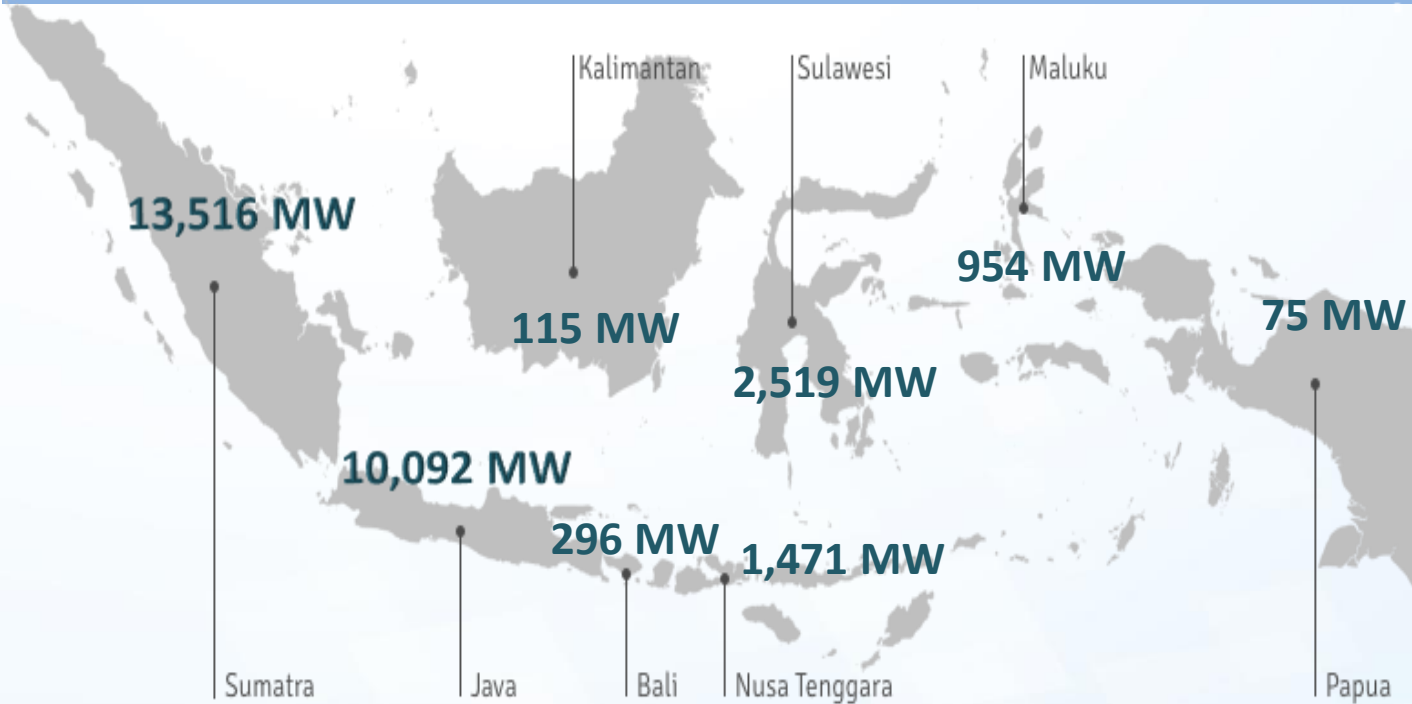 Kalimantan
Sulawesi
Maluku
13,516 MW
954 MW
115 MW
75 MW
2,519 MW
10,092 MW
296 MW
1,471 MW
Sumatra
Java
Bali
Nusa Tenggara
Papua